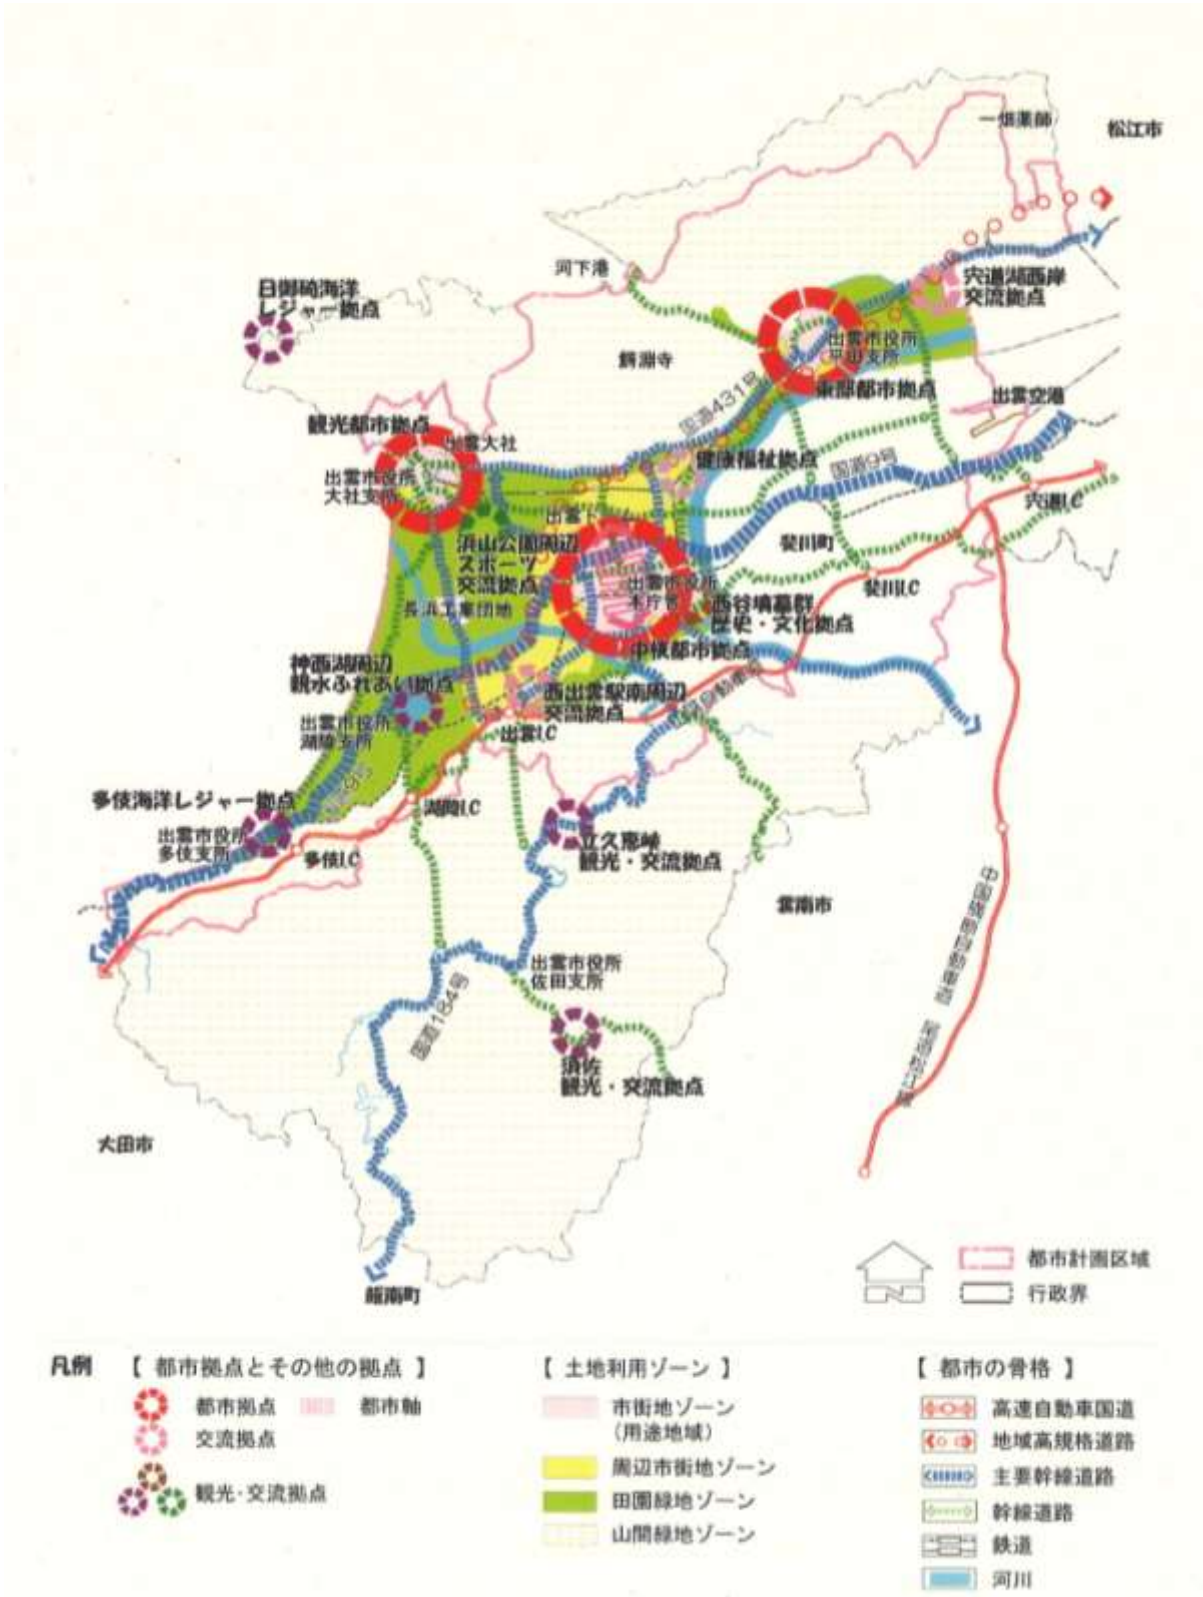 一畑薬師
松江市
河下港
日御碕海洋
レジャー拠点
宍道湖西岸
交流拠点
鰐淵寺
出雲市役所
平田支所
東部都市拠点
出雲空港
国道431号
観光都市拠点
出雲大社
健康福祉拠点
国道9号
出雲市役所
大社支所
宍道I.C
出雲ド
浜山公園周辺
スポーツ
交流拠点
斐川町
出雲市役所
本庁舎
斐川I.C
長浜工業団地
西谷墳墓群
歴史・文化拠点
中核都市拠点
神西湖周辺
親水ふれあい拠点
西出雲駅南周辺
交流拠点
自動車道
出雲市役所
湖陵支所
出雲I.C
多伎海洋レジャー拠点
湖陵I.C
出雲市役所
多伎支所
立久恵峡
観光・交流拠点
多伎I.C
雲南市
中国横断自動車道
出雲市役所
佐田支所
国道184号
須佐
観光・交流拠点
大田市
飯南町
都市計画区域
行政界
凡例
【 都市拠点とその他の拠点 】
都市拠点
都市軸
交流拠点
観光・交流拠点
【 土地利用ゾーン 】
市街地ゾーン
(用途地域)
周辺市街地ゾーン
田園緑地ゾーン
山間緑地ゾーン
【 都市の骨格 】
高速自動車国道
地域高規格道路
主要幹線道路
幹線道路
鉄道
河川